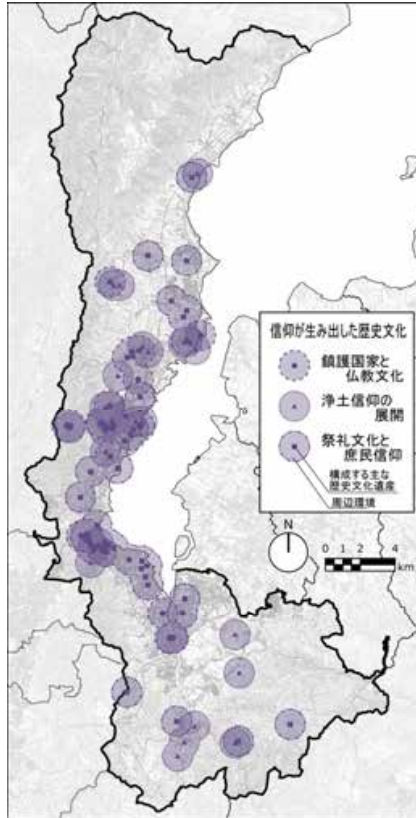 信仰が生み出した歴史文化
鎮護国家と
仏教文化
浄土信仰の
展開
祭礼文化と
庶民信仰
構成する主な
歴史文化遺産
周辺環境
N
0 1 2 4
km